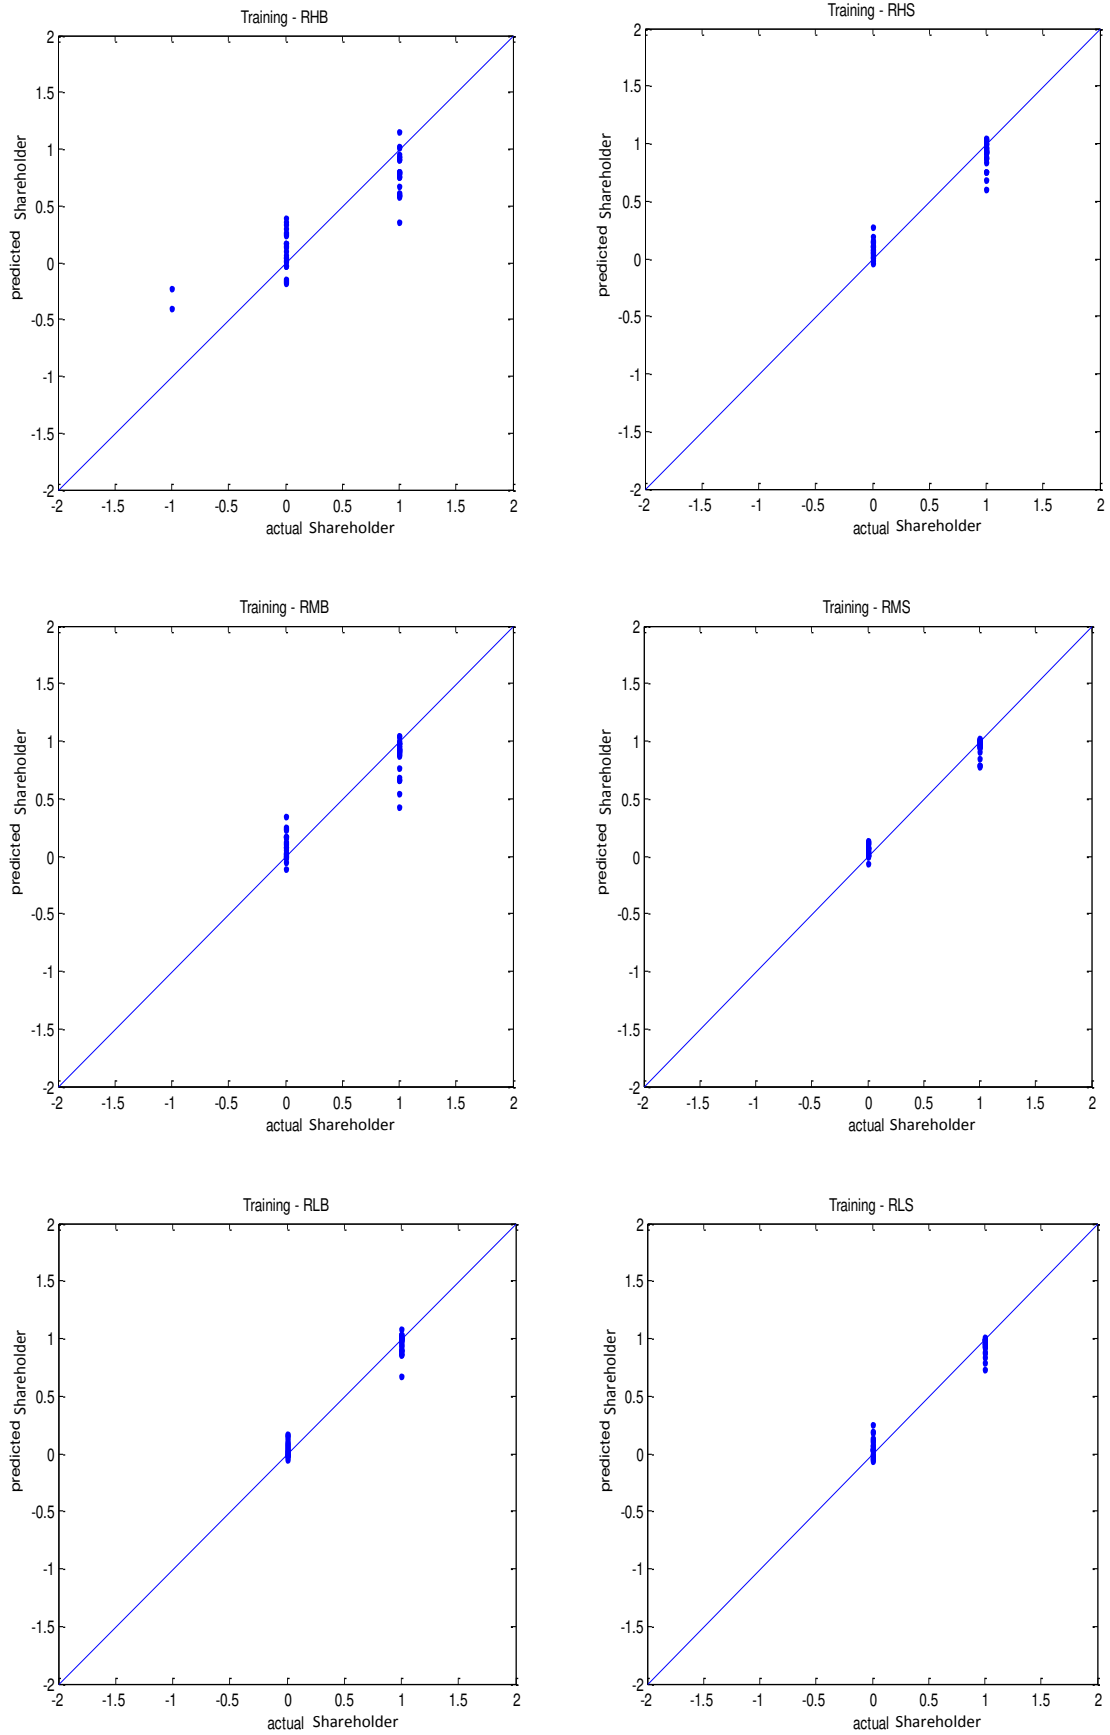 Training - RHB
2
1.5
1
0.5
0
-0.5
-1
-1.5
-2
predicted Shareholder
-2 -1.5 -1 -0.5 0 0.5 1 1.5 2
actual Shareholder
Training - RHS
2
1.5
1
0.5
0
-0.5
-1
-1.5
-2
predicted Shareholder
-2 -1.5 -1 -0.5 0 0.5 1 1.5 2
actual Shareholder
Training - RMB
2
1.5
1
0.5
0
-0.5
-1
-1.5
-2
predicted Shareholder
-2 -1.5 -1 -0.5 0 0.5 1 1.5 2
actual Shareholder
Training - RMS
2
1.5
1
0.5
0
-0.5
-1
-1.5
-2
predicted Shareholder
-2 -1.5 -1 -0.5 0 0.5 1 1.5 2
actual Shareholder
Training - RLB
2
1.5
1
0.5
0
-0.5
-1
-1.5
-2
predicted Shareholder
-2 -1.5 -1 -0.5 0 0.5 1 1.5 2
actual Shareholder
Training - RLS
2
1.5
1
0.5
0
-0.5
-1
-1.5
-2
predicted Shareholder
-2 -1.5 -1 -0.5 0 0.5 1 1.5 2
actual Shareholder